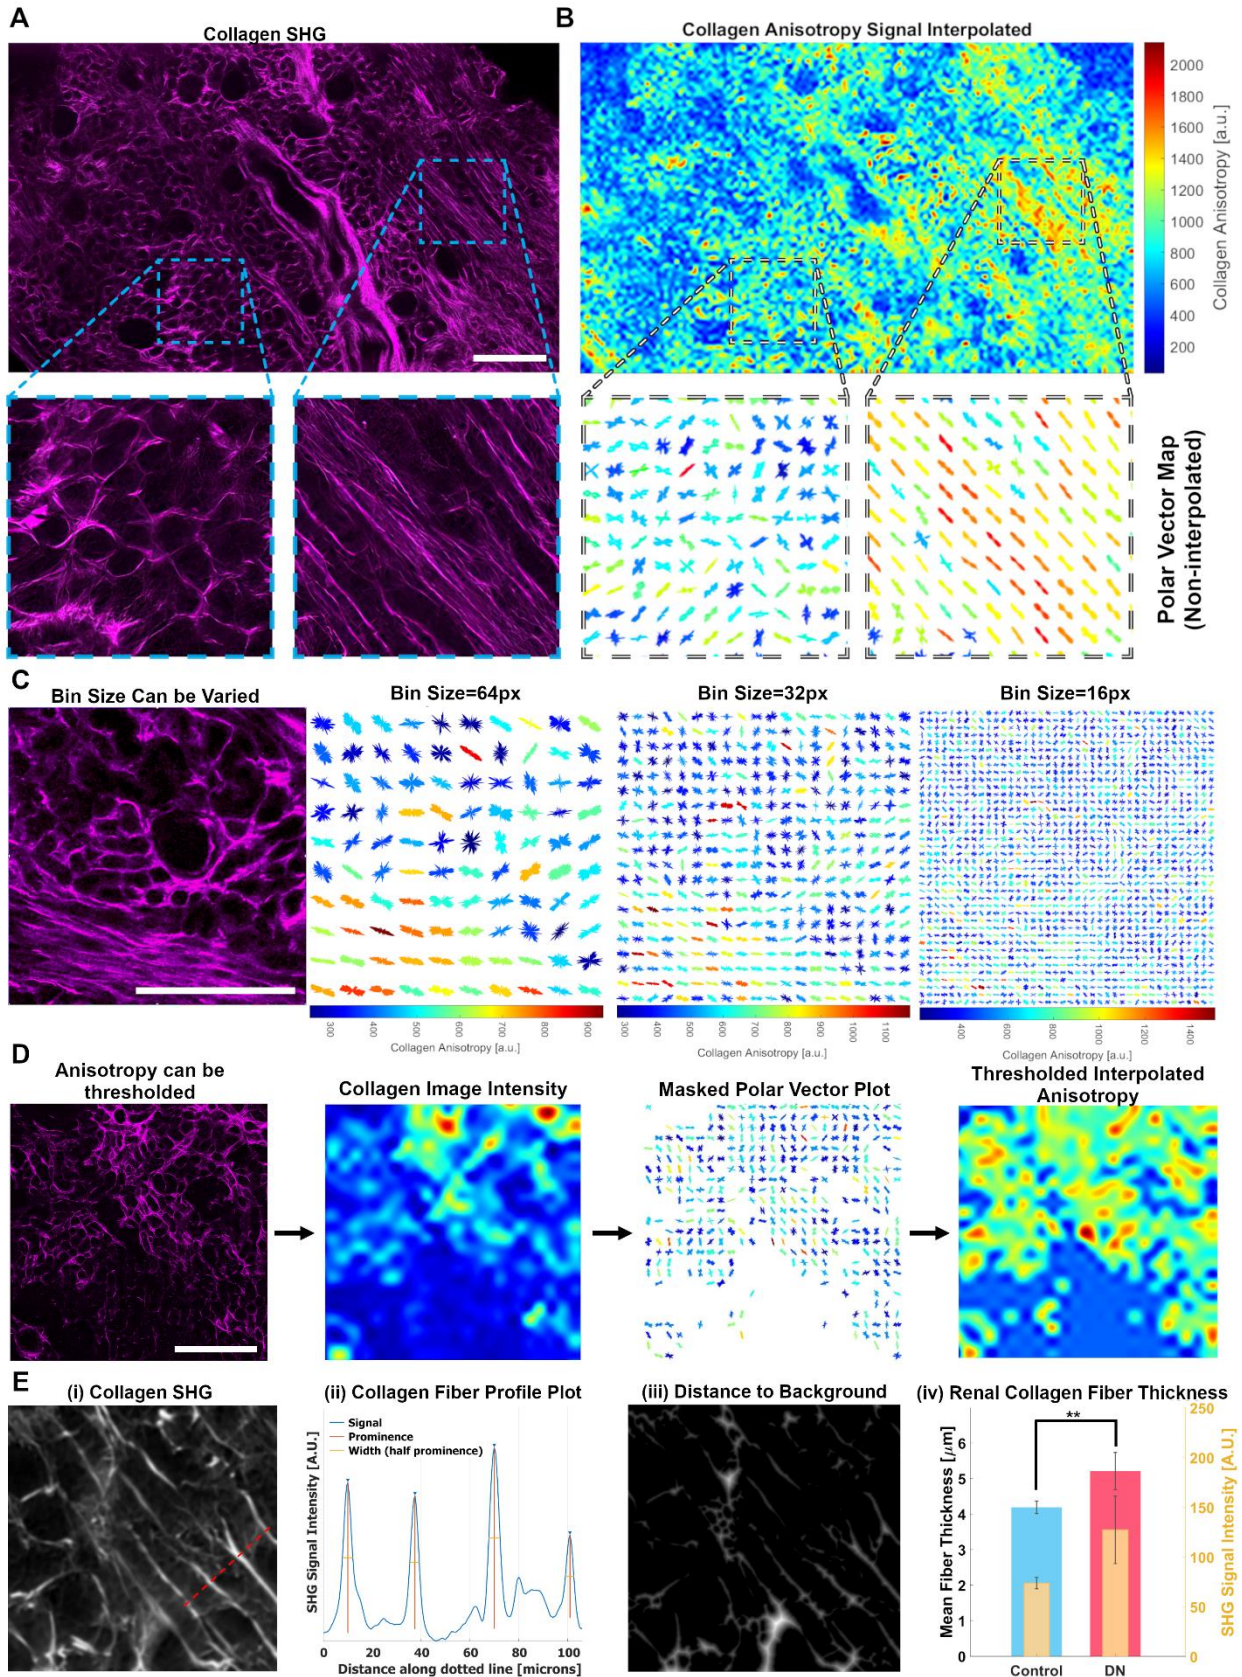 A
Collagen SHG
B
Collagen Anisotropy Signal Interpolated
2000
1800
1600
1400
1200
1000
800
600
400
200
Collagen Anisotropy [a.u.]
Polar Vector Map
(Non-interpolated)
C
Bin Size Can be Varied
Bin Size=64px
Bin Size=32px
Bin Size=16px
300
400
500
600
700
800
900
Collagen Anisotropy [a.u.]
300
400
500
600
700
800
900
1000
1100
Collagen Anisotropy [a.u.]
400
600
800
1000
1200
1400
Collagen Anisotropy [a.u.]
D
Anisotropy can be
thresholded
Collagen Image Intensity
Masked Polar Vector Plot
Thresholded Interpolated
Anisotropy
E
(i) Collagen SHG
(ii) Collagen Fiber Profile Plot
Signal
Prominence
Width (half prominence)
SHG Signal Intensity [A.U.]
0
20
40
60
80
100
Distance along dotted line [microns]
(iii) Distance to Background
(iv) Renal Collagen Fiber Thickness
**
Mean Fiber Thickness [μm]
6
5
4
3
2
1
0
250
200
150
100
50
0
SHG Signal Intensity [A.U.]
Control
DN